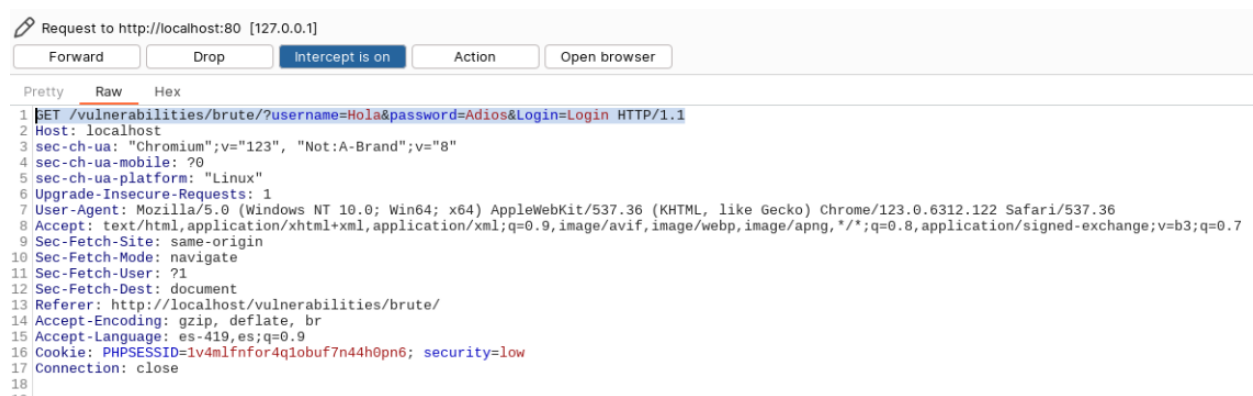 Request to http://localhost:80 [127.0.0.1]
Forward Drop Intercept is on Action Open browser
Pretty Raw Hex
1 GET /vulnerabilities/brute/?username=Hola&password=Adios&Login=Login HTTP/1.1
2 Host: localhost
3 sec-ch-ua: "Chromium";v="123", "Not:A-Brand";v="8"
4 sec-ch-ua-mobile: ?0
5 sec-ch-ua-platform: "Linux"
6 Upgrade-Insecure-Requests: 1
7 User-Agent: Mozilla/5.0 (Windows NT 10.0; Win64; x64) AppleWebKit/537.36 (KHTML, like Gecko) Chrome/123.0.6312.122 Safari/537.36
8 Accept: text/html,application/xhtml+xml,application/xml;q=0.9,image/avif,image/webp,image/apng,*/*;q=0.8,application/signed-exchange;v=b3;q=0.7
9 Sec-Fetch-Site: same-origin
10 Sec-Fetch-Mode: navigate
11 Sec-Fetch-User: ?1
12 Sec-Fetch-Dest: document
13 Referer: http://localhost/vulnerabilities/brute/
14 Accept-Encoding: gzip, deflate, br
15 Accept-Language: es-419,es;q=0.9
16 Cookie: PHPSESSID=1v4mlfnfor4q1obuf7n44h0pn6; security=low
17 Connection: close
18